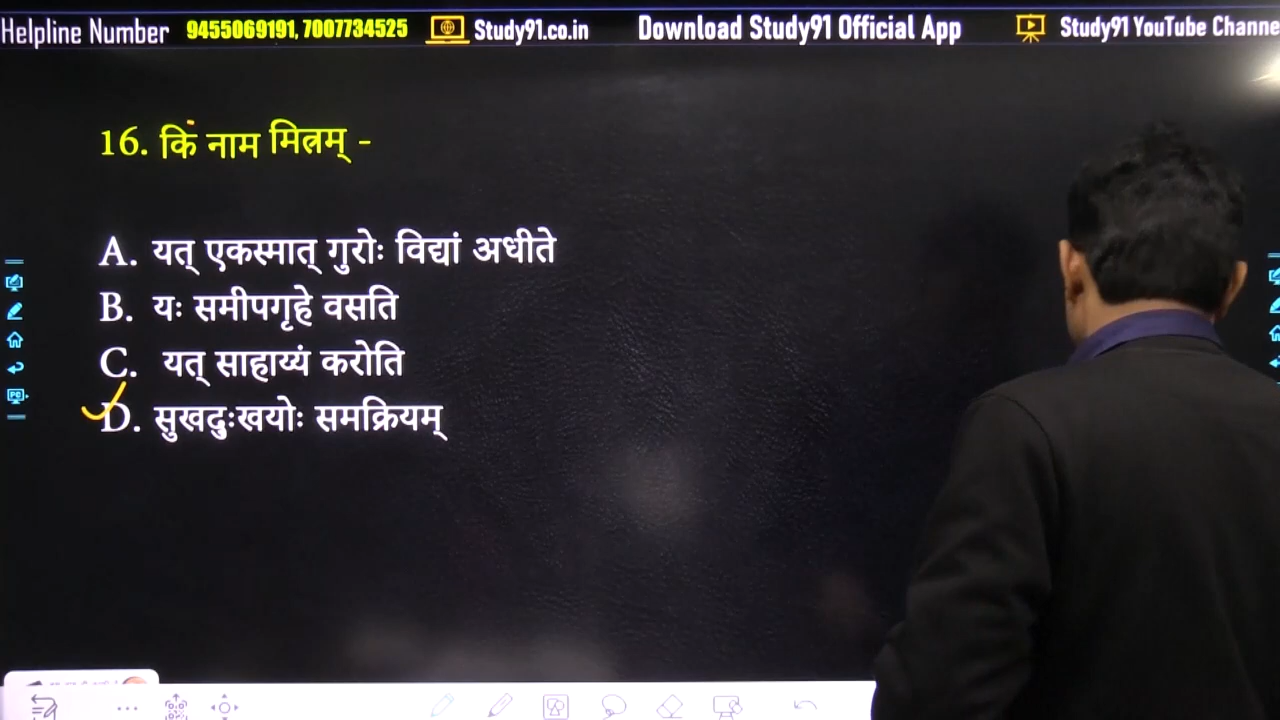 Helpline Number 9455069191, 7007734525 Study91.co.in Download Study91 Official App Study91 YouTube Channe
16. किं नाम मित्रम् -
A. यत् एकस्मात् गुरोः विद्यां अधीते
B. यः समीपगृहे वसति
C. यत् साहाय्यं करोति
D. सुखदुःखयोः समक्रियम्